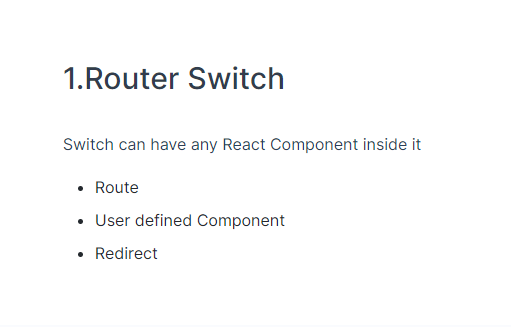 1.Router Switch
Switch can have any React Component inside it
• Route
• User defined Component
• Redirect